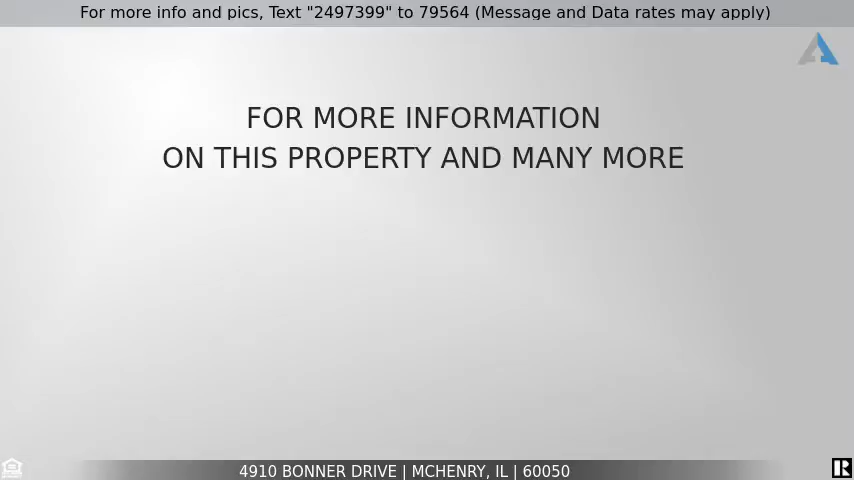 For more info and pics, Text "2497399" to 79564 (Message and Data rates may apply)
FOR MORE INFORMATION
ON THIS PROPERTY AND MANY MORE
4910 BONNER DRIVE | MCHENRY, IL | 60050